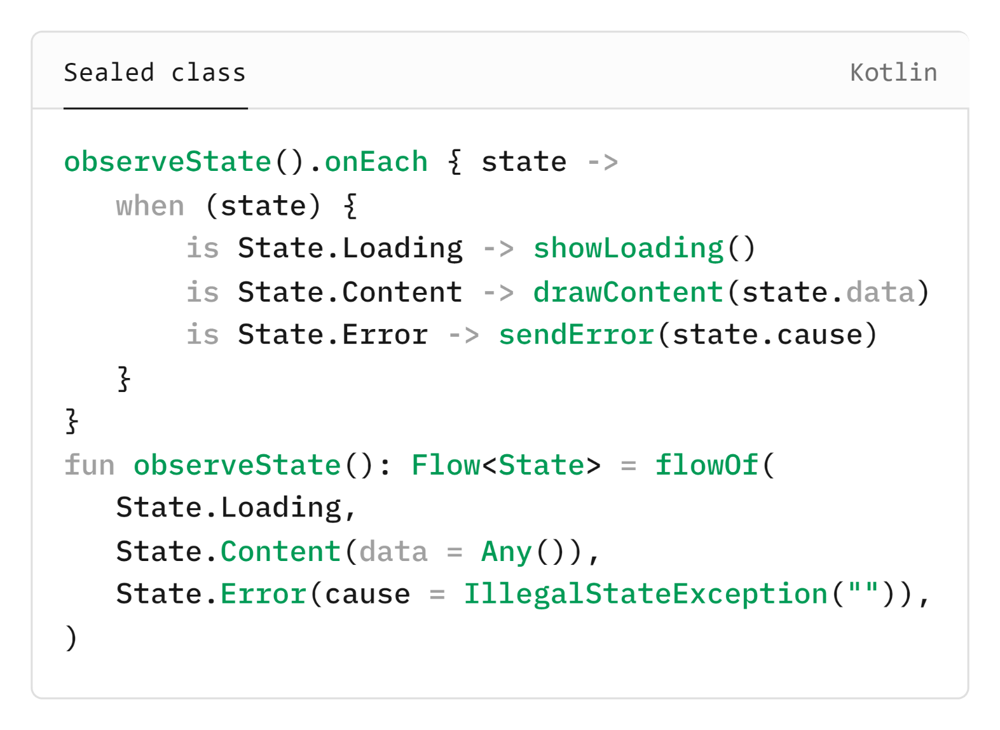 Sealed class
Kotlin
observeState().onEach { state ->
   when (state) {
       is State.Loading -> showLoading()
       is State.Content -> drawContent(state.data)
       is State.Error -> sendError(state.cause)
   }
}
fun observeState(): Flow<State> = flowOf(
   State.Loading,
   State.Content(data = Any()),
   State.Error(cause = IllegalStateException("")),
)